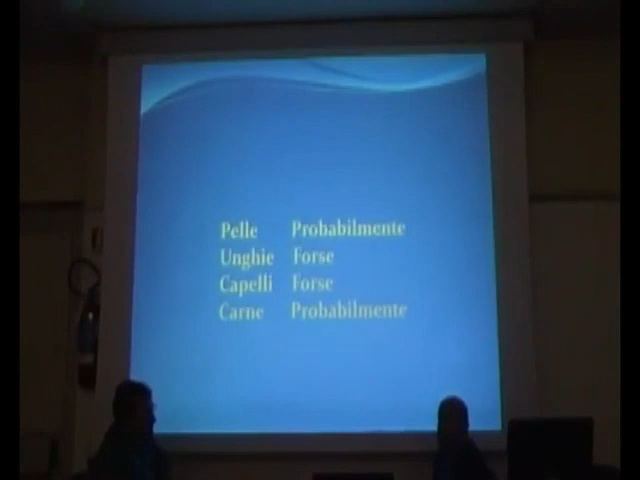 Pelle Probabilmente
Unghie Forse
Capelli Forse
Carne Probabilmente